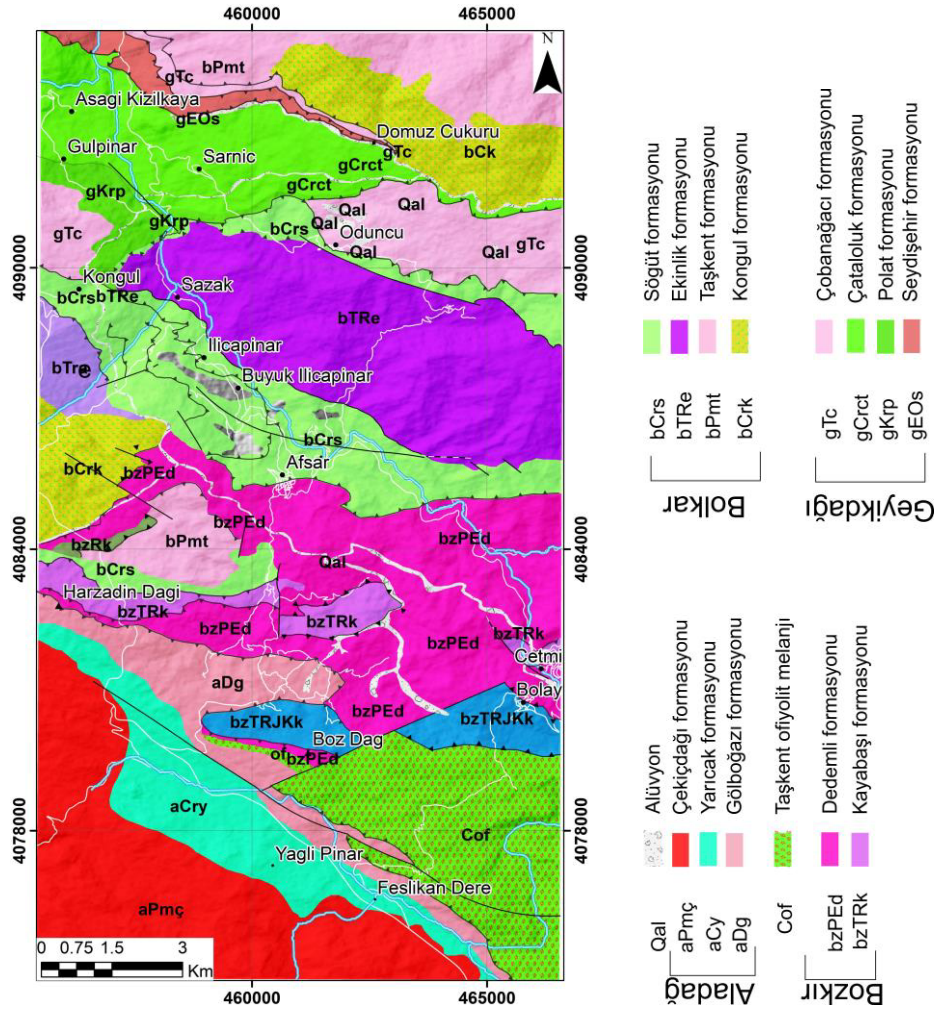 460000
465000
N
bPmt
gTc
Asagi Kizilkaya
gEOs
Domuz Cukuru
gTc
bCk
Gulpinar
Sarnic
gCrct
gCrct
gKrp
Qal
gKrp
bCrs
Qal
Qal
Oduncu
gTc
Qal
Qal
gTc
4090000
4090000
Kongul
bCrs
bTRe
Sazak
bTRe
Ilicapinar
bTre
e
Buyuk Ilicapinar
bCrs
Afsar
bCrk
bzPEd
bzPEd
bzPEd
bzRk
bPmt
Qal
4084000
4084000
bCrs
Harzadin Dagi
bzTRk
bzTRk
bzPEd
bzPEd
bzTRk
Cetmi
aDg
bzPEd
Bolay
bzTRJKk
bzTRJKk
Boz Dag
of
bzPEd
aCry
Cof
4078000
4078000
Yagli Pinar
Feslikan Dere
aPmç
0 0.75 1.5 3
Km
460000
465000
bCrs Söğüt formasyonu
bTRe Ekinlik formasyonu
bPmt Taşkent formasyonu
bCrk Kongul formasyonu
Bolkar
gTc Çobanağacı formasyonu
gCrct Çataloluk formasyonu
gKrp Polat formasyonu
gEOs Seydişehir formasyonu
Geyikdağı
Qal Alüvyon
aPmç Çekiçdağı formasyonu
aCy Yarıcak formasyonu
aDg Gölboğazı formasyonu
Aladağ
Cof Taşkent ofiyolit melanjı
bzPEd Dedemli formasyonu
bzTRk Kayabaşı formasyonu
Bozkır